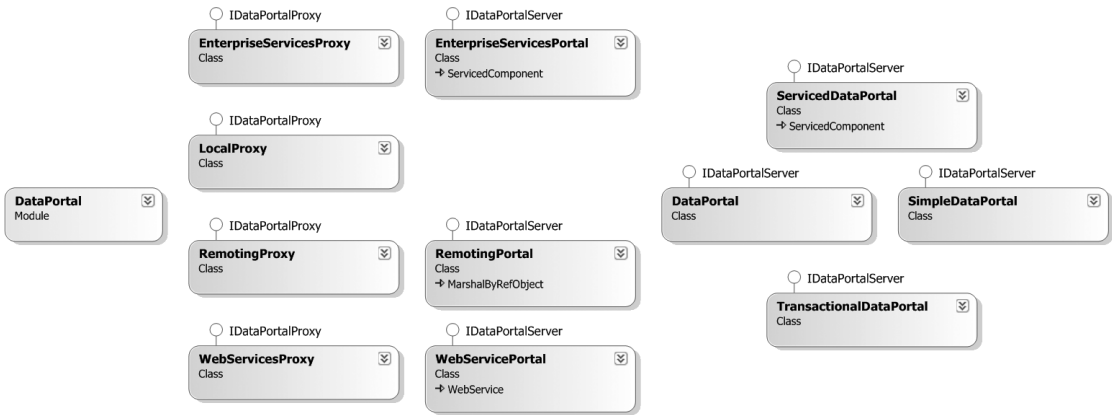 IDataPortalProxy
EnterpriseServicesProxy
Class
IDataPortalServer
EnterpriseServicesPortal
Class
ServicedComponent
IDataPortalServer
ServicedDataPortal
Class
ServicedComponent
IDataPortalProxy
LocalProxy
Class
DataPortal
Module
IDataPortalServer
DataPortal
Class
IDataPortalServer
SimpleDataPortal
Class
IDataPortalProxy
RemotingProxy
Class
IDataPortalServer
RemotingPortal
Class
MarshalByRefObject
IDataPortalServer
TransactionalDataPortal
Class
IDataPortalProxy
WebServicesProxy
Class
IDataPortalServer
WebServicePortal
Class
WebService